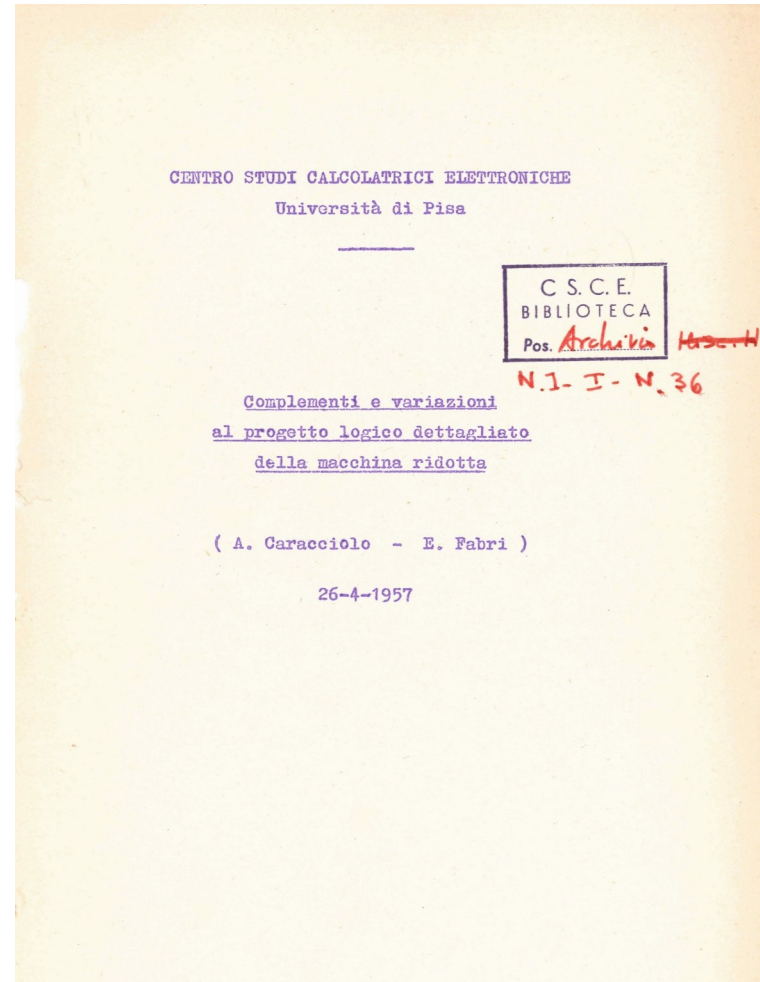 CENTRO STUDI CALCOLATRICI ELETTRONICHE
Università di Pisa
C S. C. E.
BIBLIOTECA
Pos. Archivio
N.I - I - N. 36
Complementi e variazioni
al progetto logico dettagliato
della macchina ridotta
( A. Caracciolo - E. Fabri )
26-4-1957